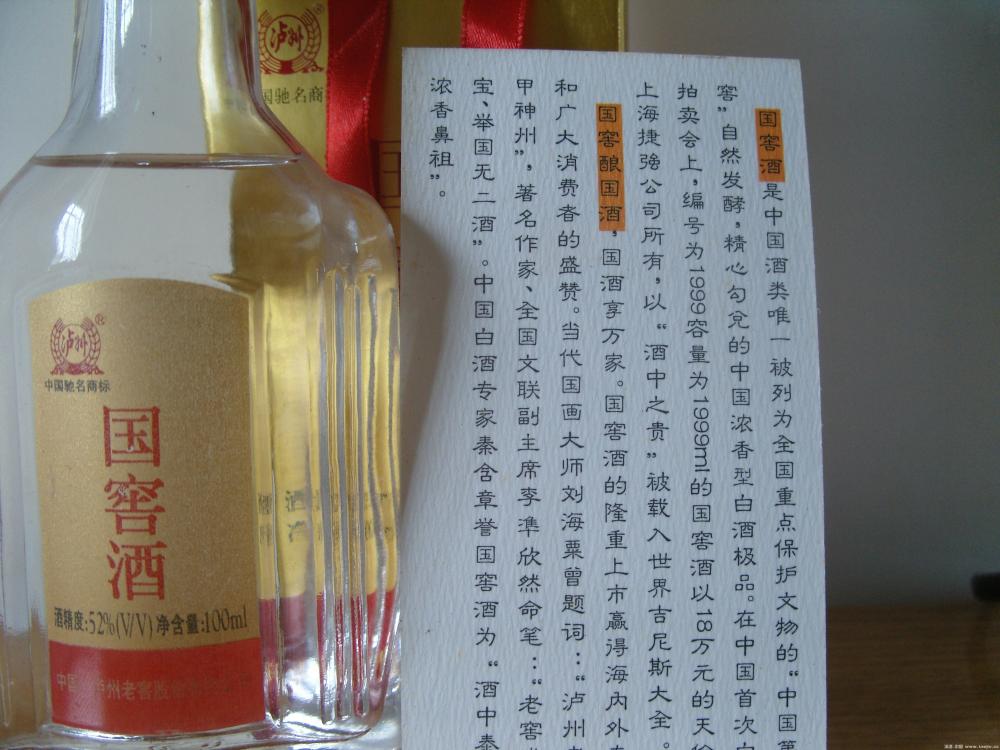 泸州
国驰名商
泸州®
中国驰名商标
国窖酒
酒精度:52%(V/V) 净含量:100ml
国窖酒是中国酒类唯一被列为全国重点保护文物的“中国第
窖”自然发酵,精心勾兑的中国浓香型白酒极品。在中国首次白
拍卖会上,编号为1999容量为1999ml的国窖酒以18万元的天价
上海捷強公司所有,以“酒中之贵”被载入世界吉尼斯大全。
国窖酿国酒,国酒享万家。国窖酒的隆重上市赢得海内外专
和广大消费者的盛赞。当代国画大师刘海粟曾题词:“泸州老
甲神州”,著名作家、全国文联副主席李準欣然命笔:“老窖
宝、举国无二酒”。中国白酒专家秦含章誉国窖酒为“酒中泰
浓香鼻祖”。